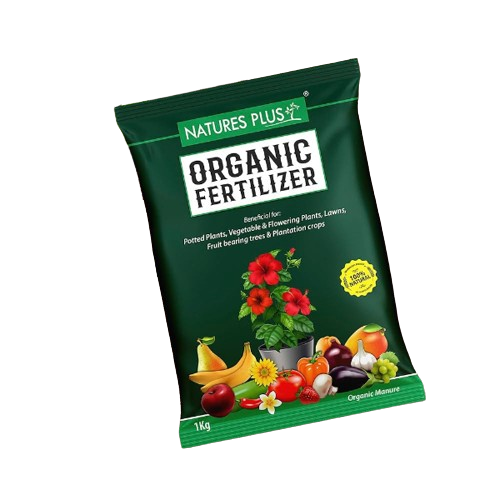 NATURES PLUS
®
ORGANIC
FERTILIZER
Beneficial for:
Potted Plants, Vegetable & Flowering Plants, Lawns,
Fruit bearing trees & Plantation crops
100%
NATURAL
1Kg
Organic Manure